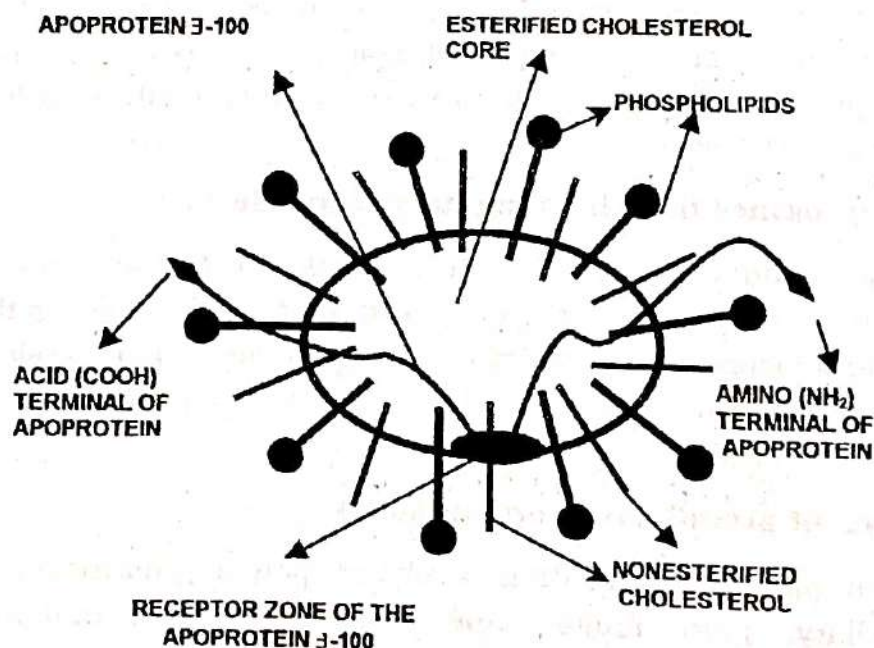 APOPROTEIN Ǝ-100
ESTERIFIED CHOLESTEROL
CORE
PHOSPHOLIPIDS
ACID (COOH)
TERMINAL OF
APOPROTEIN
AMINO (NH₂)
TERMINAL OF
APOPROTEIN
NONESTERIFIED
CHOLESTEROL
RECEPTOR ZONE OF THE
APOPROTEIN Ǝ-100